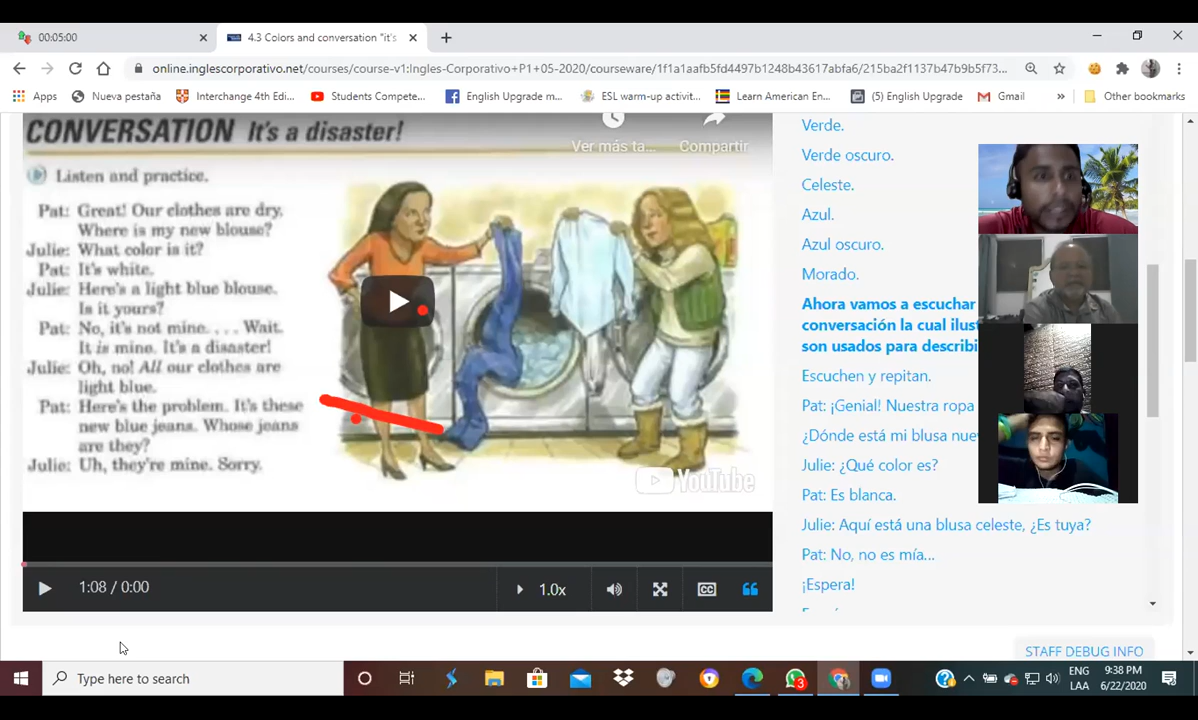 00:05:00
4.3 Colors and conversation "it's
online.inglescorporativo.net/courses/course-v1:Ingles-Corporativo+P1+05-2020/courseware/1f1a1aafb5fd4497b1248b43617abfa6/215ba2f1137b47b9b5f73...
Apps
Nueva pestaña
Interchange 4th Edi...
Students Compete...
English Upgrade m...
ESL warm-up activit...
Learn American En...
(5) English Upgrade
Gmail
»
Other bookmarks
CONVERSATION It's a disaster!
Ver más ta...
Compartir
Listen and practice.
Pat: Great! Our clothes are dry.
Where is my new blouse?
Julie: What color is it?
Pat: It's white.
Julie: Here's a light blue blouse.
Is it yours?
Pat: No, it's not mine. . . . Wait.
It is mine. It's a disaster!
Julie: Oh, no! All our clothes are
light blue.
Pat: Here's the problem. It's these
new blue jeans. Whose jeans
are they?
Julie: Uh, they're mine. Sorry.
YouTube
1:08 / 0:00
1.0x
CC
Verde.
Verde oscuro.
Celeste.
Azul.
Azul oscuro.
Morado.
Ahora vamos a escuchar
conversación la cual
son usados para
Escuchen y repitan.
Pat: ¡Genial! Nuestra ropa
¿Dónde está mi blusa
Julie: ¿Qué color es?
Pat: Es blanca.
Julie: Aquí está una blusa celeste, ¿Es tuya?
Pat: No, no es mía...
¡Espera!
STAFF DEBUG INFO
Type here to search
3
ENG
LAA
9:38 PM
6/22/2020